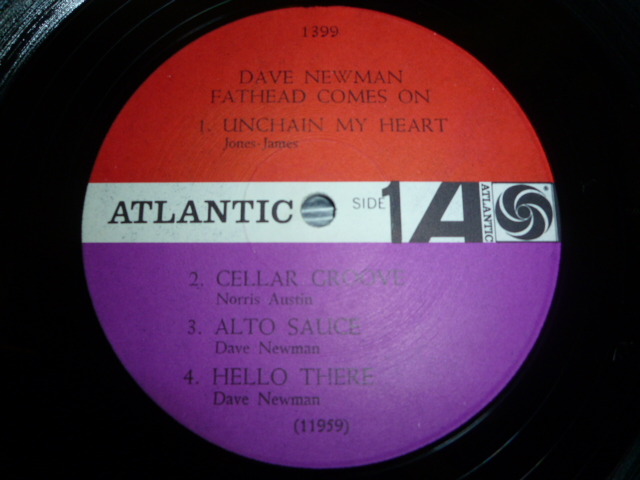 1399
DAVE NEWMAN
FATHEAD COMES ON
1. UNCHAIN MY HEART
Jones-James
ATLANTIC SIDE 1 A ATLANTIC
2. CELLAR GROOVE
Norris Austin
3. ALTO SAUCE
Dave Newman
4. HELLO THERE
Dave Newman
(11959)